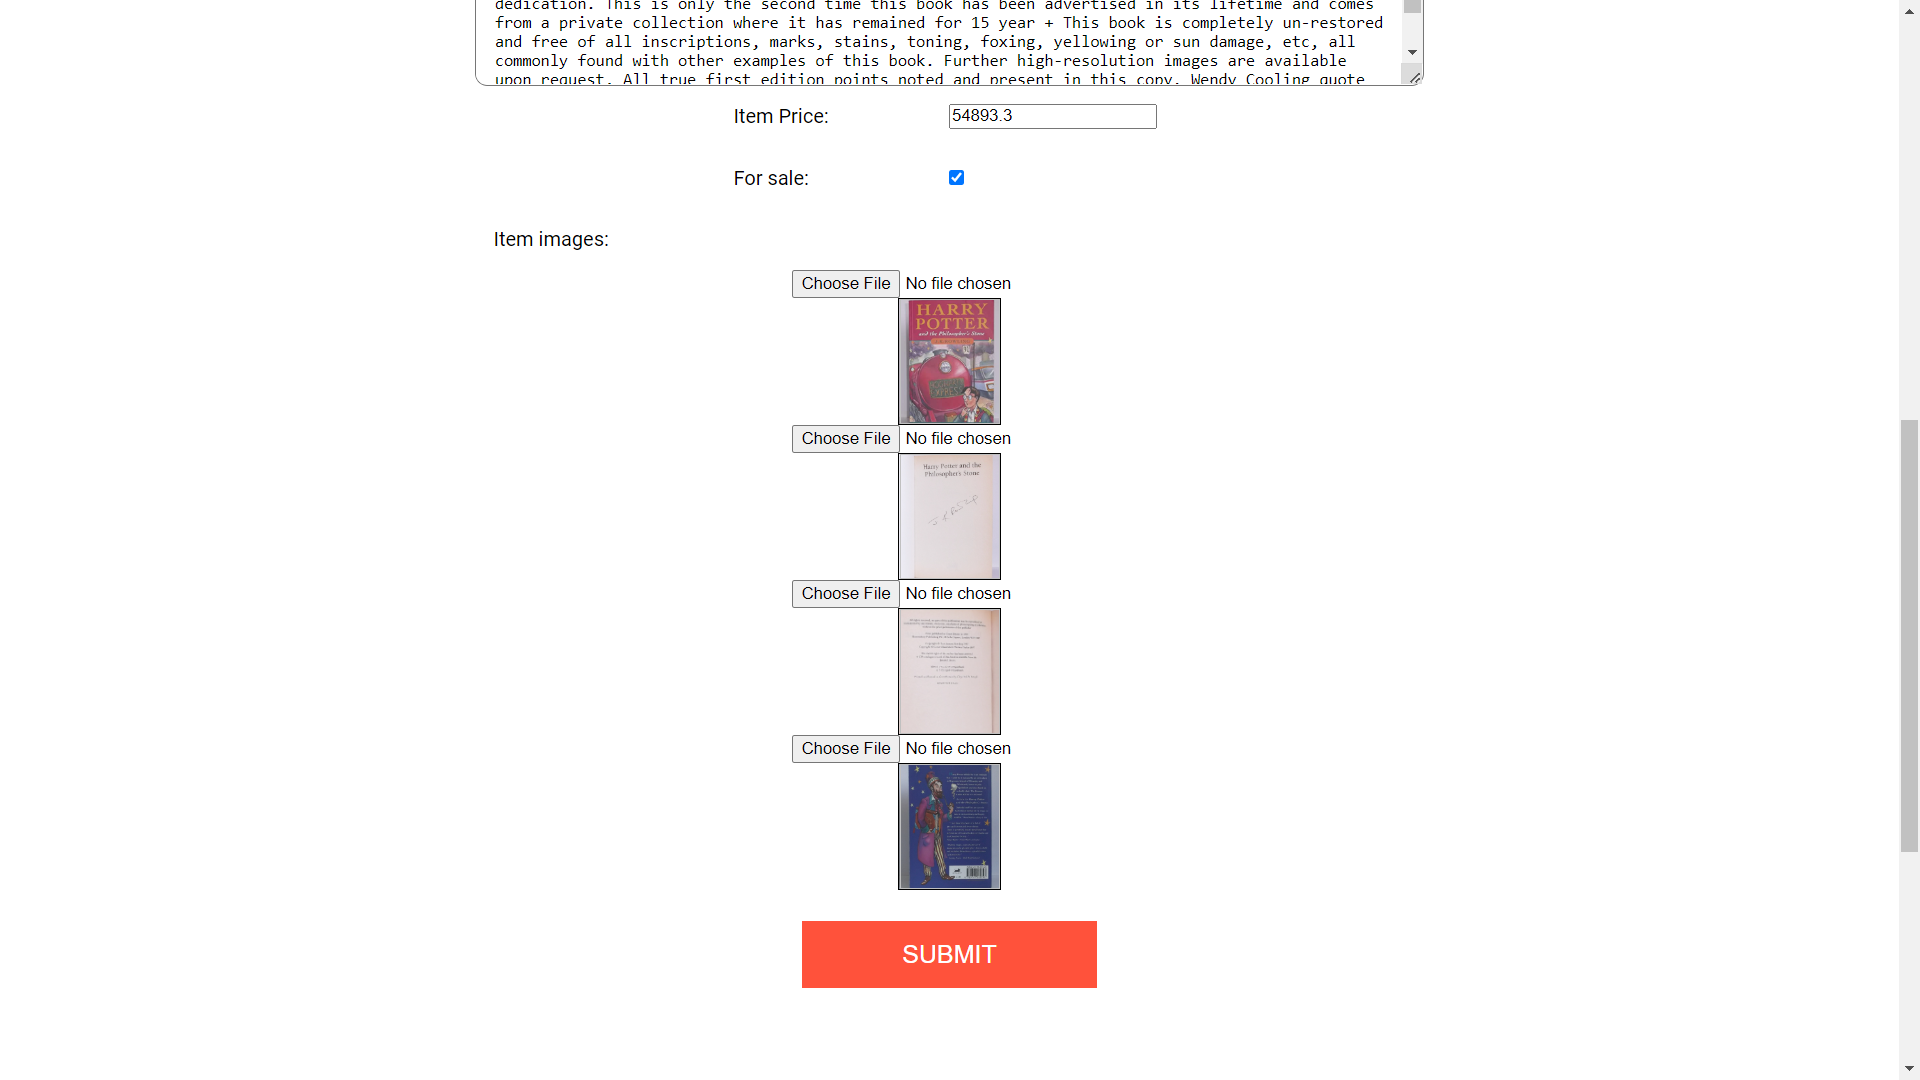 dedication. This is only the second time this book has been advertised in its lifetime and comes
from a private collection where it has remained for 15 year + This book is completely un-restored
and free of all inscriptions, marks, stains, toning, foxing, yellowing or sun damage, etc, all
commonly found with other examples of this book. Further high-resolution images are available
upon request. All true first edition points noted and present in this copy. Wendy Cooling quote
Item Price: 54893.3
For sale:
Item images:
Choose File No file chosen
HARRY
POTTER
and the Philosopher's Stone
Choose File No file chosen
Harry Potter and the
Philosopher's Stone
Choose File No file chosen
Choose File No file chosen
SUBMIT